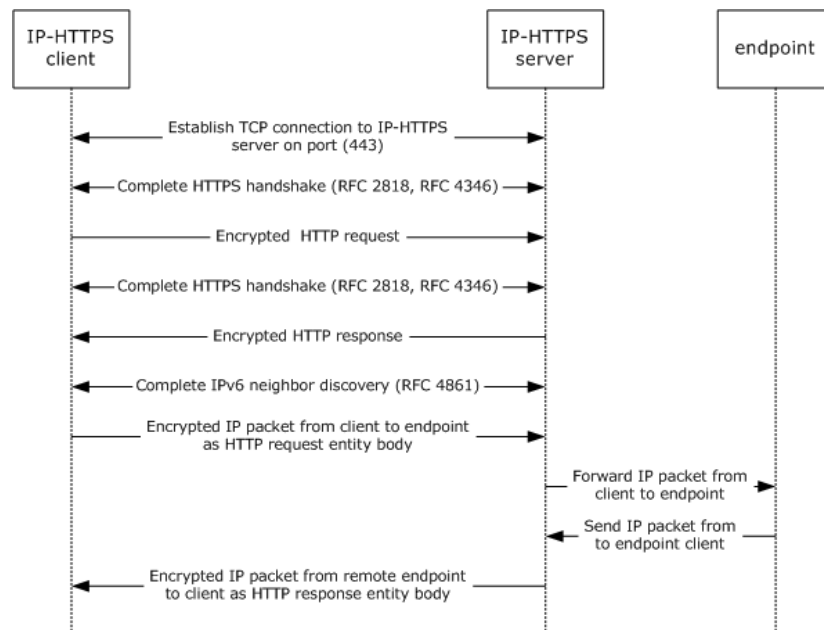 IP-HTTPS
client
IP-HTTPS
server
endpoint
Establish TCP connection to IP-HTTPS
server on port (443)
Complete HTTPS handshake (RFC 2818, RFC 4346)
Encrypted HTTP request
Complete HTTPS handshake (RFC 2818, RFC 4346)
Encrypted HTTP response
Complete IPv6 neighbor discovery (RFC 4861)
Encrypted IP packet from client to endpoint
as HTTP request entity body
Forward IP packet from
client to endpoint
Send IP packet from
to endpoint client
Encrypted IP packet from remote endpoint
to client as HTTP response entity body